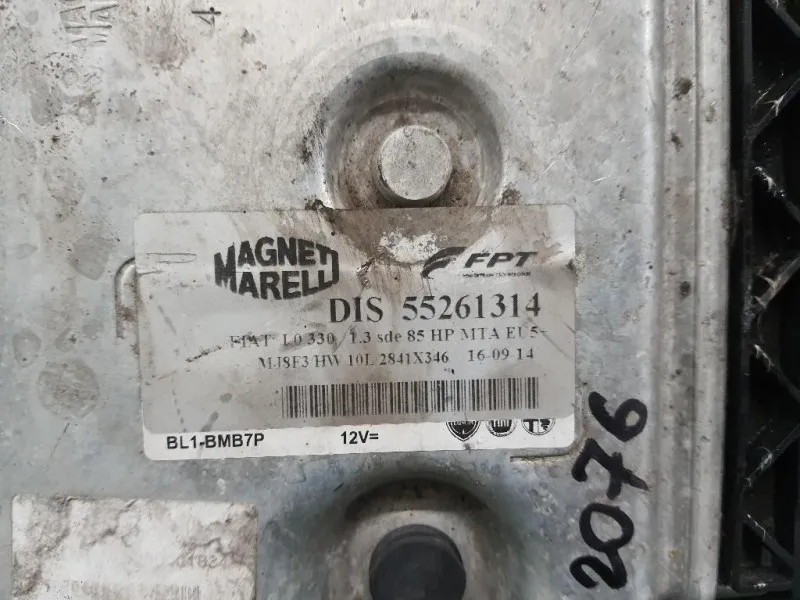 4
MAGNETI
MARELLI
FPT
DIS 55261314
FIAT L0 330 1.3 sde 85 HP MTA EU5+
MJ8F3 HW 10L 2841X346 16-09 14
BL1-BMB7P 12V=
2076